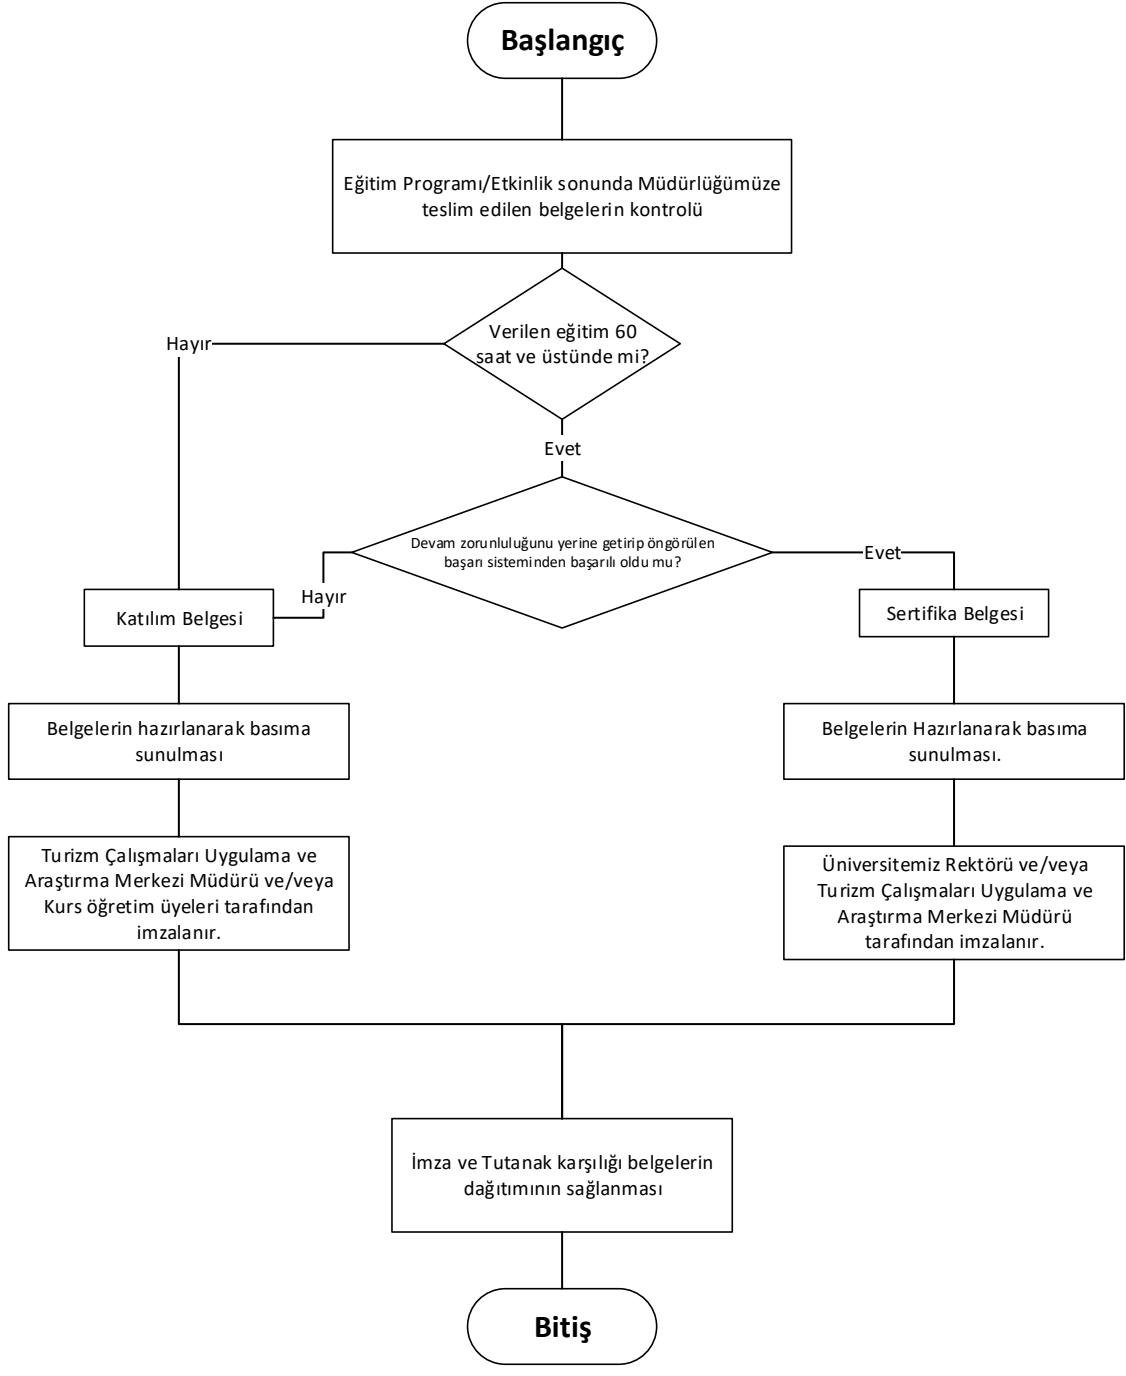 Başlangıç
Eğitim Programı/Etkinlik sonunda Müdürlüğümüze
teslim edilen belgelerin kontrolü
Verilen eğitim 60
saat ve üstünde mi?
Hayır
Evet
Devam zorunluluğunu yerine getirip öngörülen
başarı sisteminden başarılı oldu mu?
Hayır
Evet
Katılım Belgesi
Sertifika Belgesi
Belgelerin hazırlanarak basıma
sunulması
Belgelerin Hazırlanarak basıma
sunulması.
Turizm Çalışmaları Uygulama ve
Araştırma Merkezi Müdürü ve/veya
Kurs öğretim üyeleri tarafından
imzalanır.
Üniversitemiz Rektörü ve/veya
Turizm Çalışmaları Uygulama ve
Araştırma Merkezi Müdürü
tarafından imzalanır.
İmza ve Tutanak karşılığı belgelerin
dağıtımının sağlanması
Bitiş